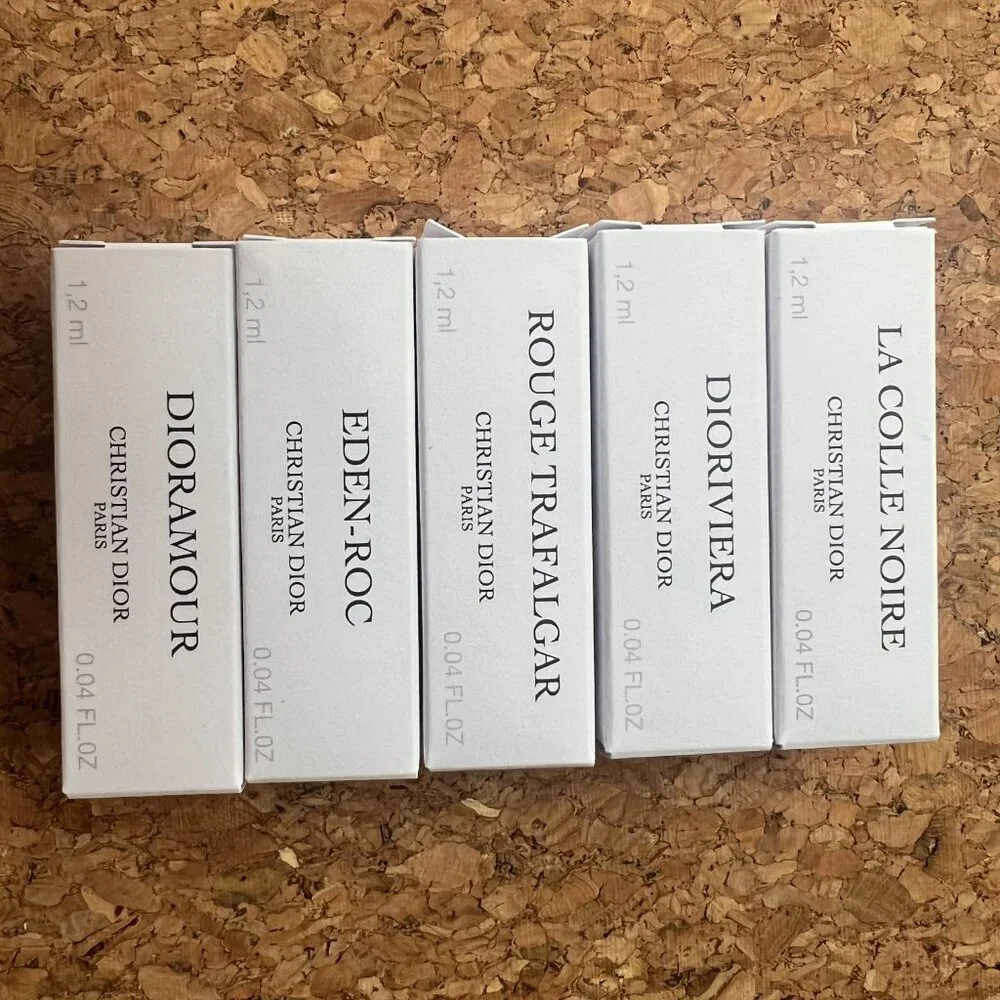 DIORAMOUR
CHRISTIAN DIOR
PARIS
1,2 ml
0.04 FL.OZ
EDEN-ROC
CHRISTIAN DIOR
PARIS
1,2 ml
0.04 FL.OZ
ROUGE TRAFALGAR
CHRISTIAN DIOR
PARIS
1,2 ml
0.04 FL.OZ
DIORIVIERA
CHRISTIAN DIOR
PARIS
1,2 ml
0.04 FL.OZ
LA COLLE NOIRE
CHRISTIAN DIOR
PARIS
1,2 ml
0.04 FL.OZ